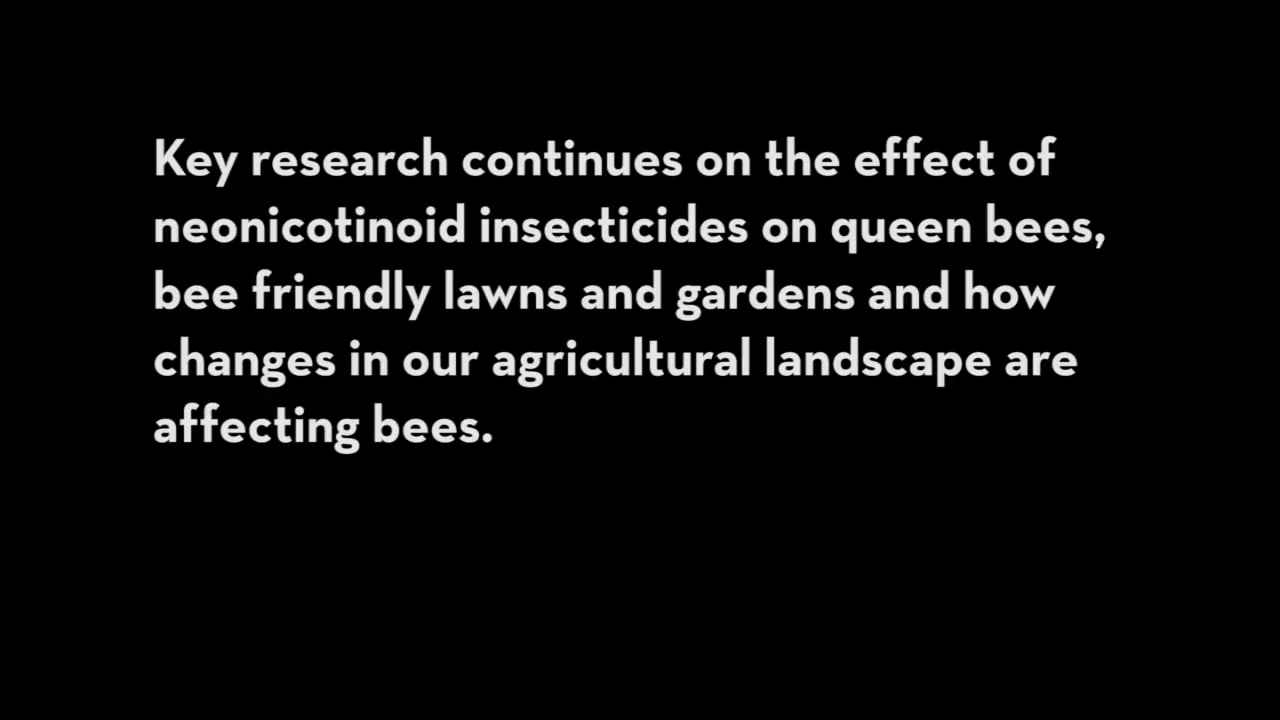 Key research continues on the effect of
neonicotinoid insecticides on queen bees,
bee friendly lawns and gardens and how
changes in our agricultural landscape are
affecting bees.